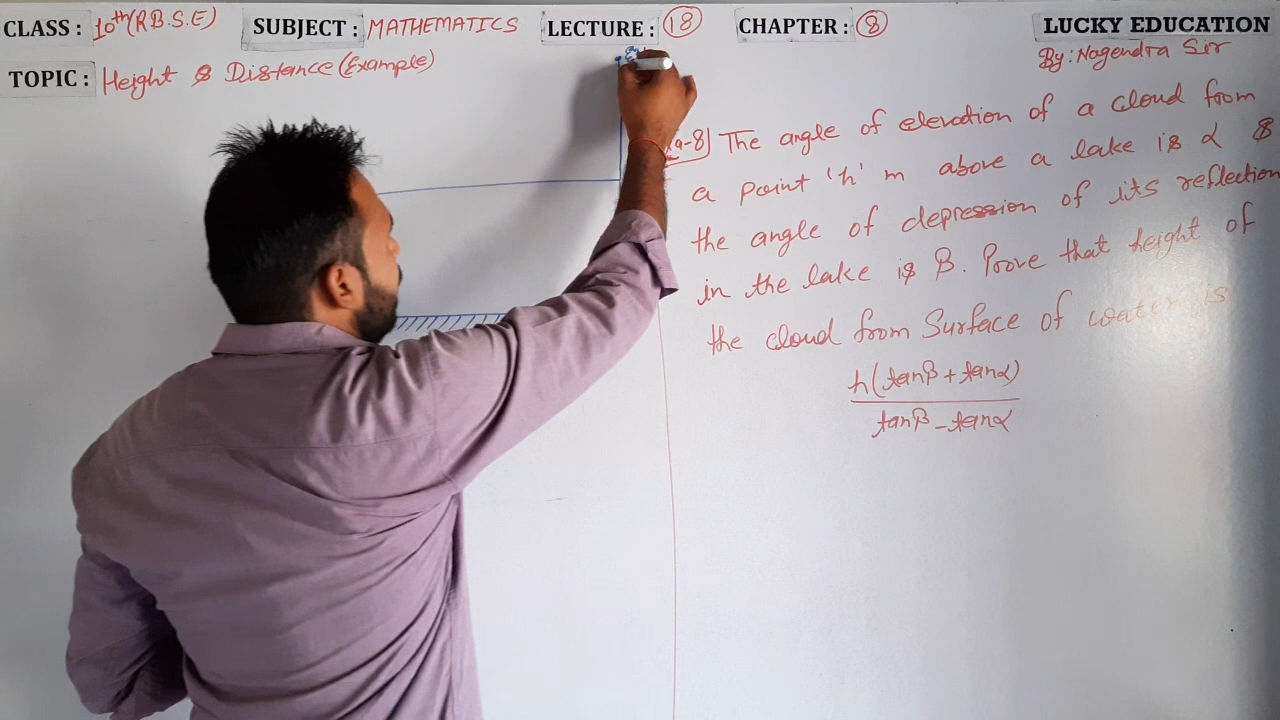 CLASS : 10th (R.B.S.E) SUBJECT : MATHEMATICS LECTURE : 18 CHAPTER : 8 LUCKY EDUCATION
By: Nagendra Sir
TOPIC : Height & Distance (Example)
a-8] The angle of elevation of a cloud from
a point 'h' m above a lake is α &
the angle of depression of its reflection
in the lake is β. Prove that height of
the cloud from Surface of water is
h(tanβ + tanα)
tanβ - tanα